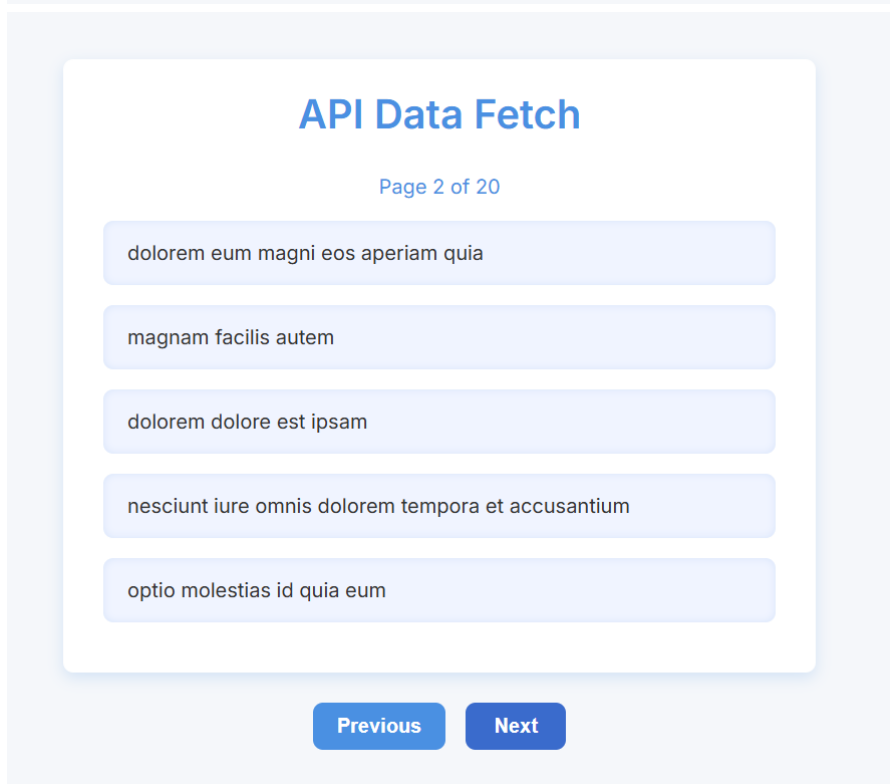 API Data Fetch
Page 2 of 20
dolorem eum magni eos aperiam quia
magnam facilis autem
dolorem dolore est ipsam
nesciunt iure omnis dolorem tempora et accusantium
optio molestias id quia eum
Previous
Next